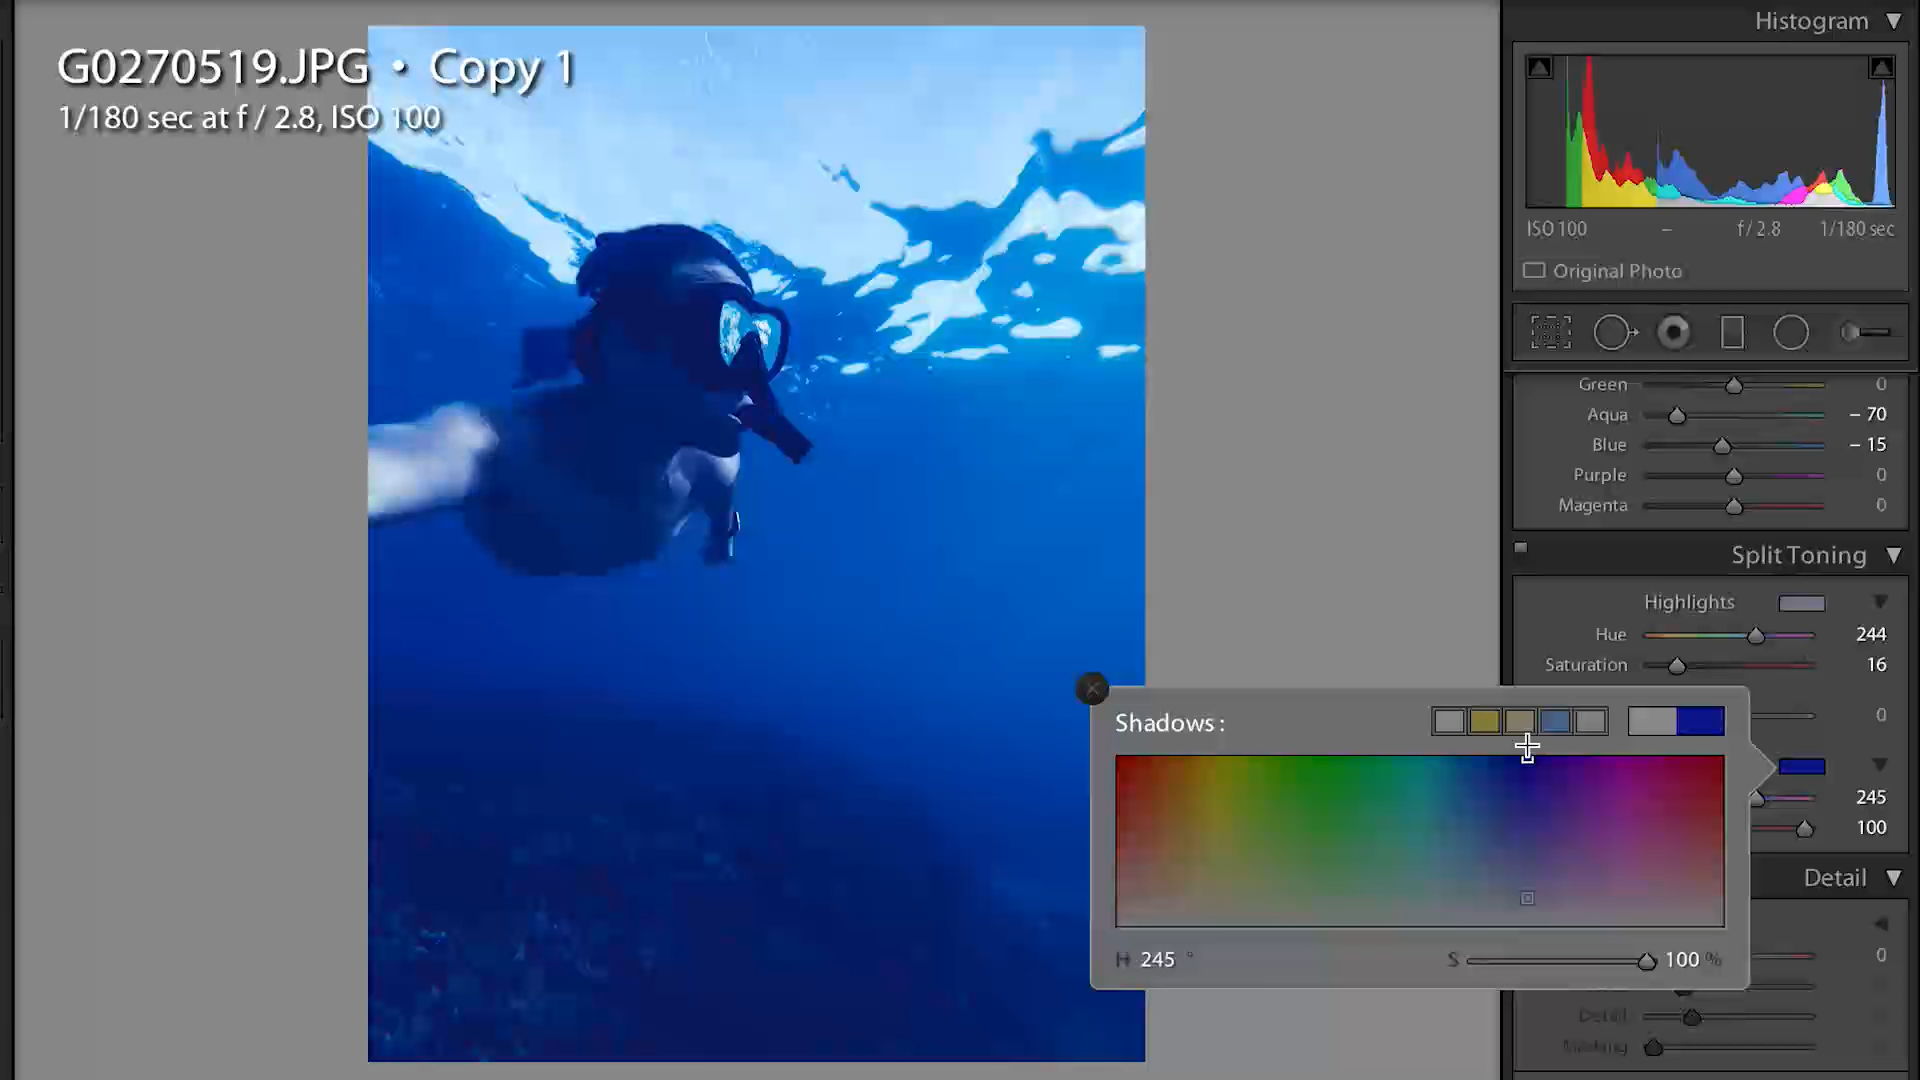 G0270519.JPG • Copy 1
1/180 sec at f / 2.8, ISO 100
Histogram
ISO 100 – f / 2.8 1/180 sec
Original Photo
Green 0
Aqua – 70
Blue – 15
Purple 0
Magenta 0
Split Toning
Highlights
Hue 244
Saturation 16
0
Shadows :
245
100
Detail
H 245 ° S 100 %
0
Detail
Masking